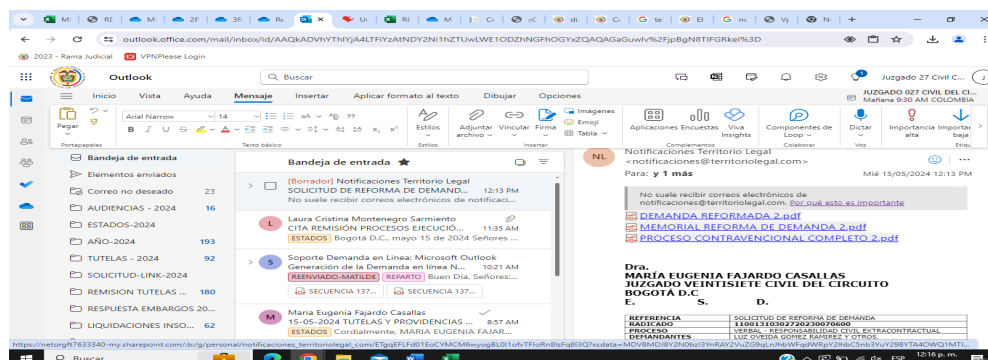 outlook.office.com/mail/inbox/id/AAQkADVhYThlYjA4LTFiYzAtNDY2Ni1hZTUwLWE1ODZhNGFhOGYxZQAQAGaGuwIv%2FjpBgN8TIFGRkeI%3D
2023 - Rama Judicial VPNPlease Login
Outlook Buscar Juzgado 27 Civil C...
Inicio Vista Ayuda Mensaje Insertar Aplicar formato al texto Dibujar Opciones
JUZGADO 027 CIVIL DEL CI...
Mañana 9:30 AM COLOMBIA
Pegar Arial Narrow 14 Estilos Adjuntar archivo Vincular Firma Imágenes Emoji Tabla Aplicaciones Encuestas Viva Insights Componentes de Loop Dictar Importancia alta
Portapapeles Texto básico Estilos Insertar Complementos Colaborar Voz
Bandeja de entrada
Elementos enviados
Correo no deseado 23
AUDIENCIAS - 2024 16
ESTADOS-2024
AÑO-2024 193
TUTELAS - 2024 92
SOLICITUD-LINK-2024
REMISION TUTELAS ... 180
RESPUESTA EMBARGOS 20...
LIQUIDACIONES INSO... 62
Bandeja de entrada
[Borrador] Notificaciones Territorio Legal
SOLICITUD DE REFORMA DE DEMAND... 12:13 PM
No suele recibir correos electrónicos de notificaci...
Laura Cristina Montenegro Sarmiento
CITA REMISIÓN PROCESOS EJECUCIÓ... 11:35 AM
ESTADOS Bogotá D.C., mayo 15 de 2024 Señores ...
Soporte Demanda en Linea; Microsoft Outlook
Generación de la Demanda en línea N... 10:21 AM
REENVIADO-MATILDE REPARTO Buen Día, Señores:...
SECUENCIA 137... SECUENCIA 137...
Maria Eugenia Fajardo Casallas
15-05-2024 TUTELAS Y PROVIDENCIAS ... 8:57 AM
ESTADOS Cordialmente, MARIA EUGENIA FAJAR...
NL Notificaciones Territorio Legal
<notificaciones@territoriolegal.com>
Para: y 1 más Mié 15/05/2024 12:13 PM
No suele recibir correos electrónicos de
notificaciones@territoriolegal.com. Por qué esto es importante
DEMANDA REFORMADA 2.pdf
MEMORIAL REFORMA DE DEMANDA 2.pdf
PROCESO CONTRAVENCIONAL COMPLETO 2.pdf
Dra.
MARÍA EUGENIA FAJARDO CASALLAS
JUZGADO VEINTISIETE CIVIL DEL CIRCUITO
BOGOTÁ D.C
E. S. D.
REFERENCIA SOLICITUD DE REFORMA DE DEMANDA
RADICADO 11001310302720230070600
PROCESO VERBAL - RESPONSABILIDAD CIVIL EXTRACONTRACTUAL
DEMANDANTES LUZ OVEIDA GOMEZ RAMIREZ Y OTROS.
Buscar ESP 12:16 p. m.